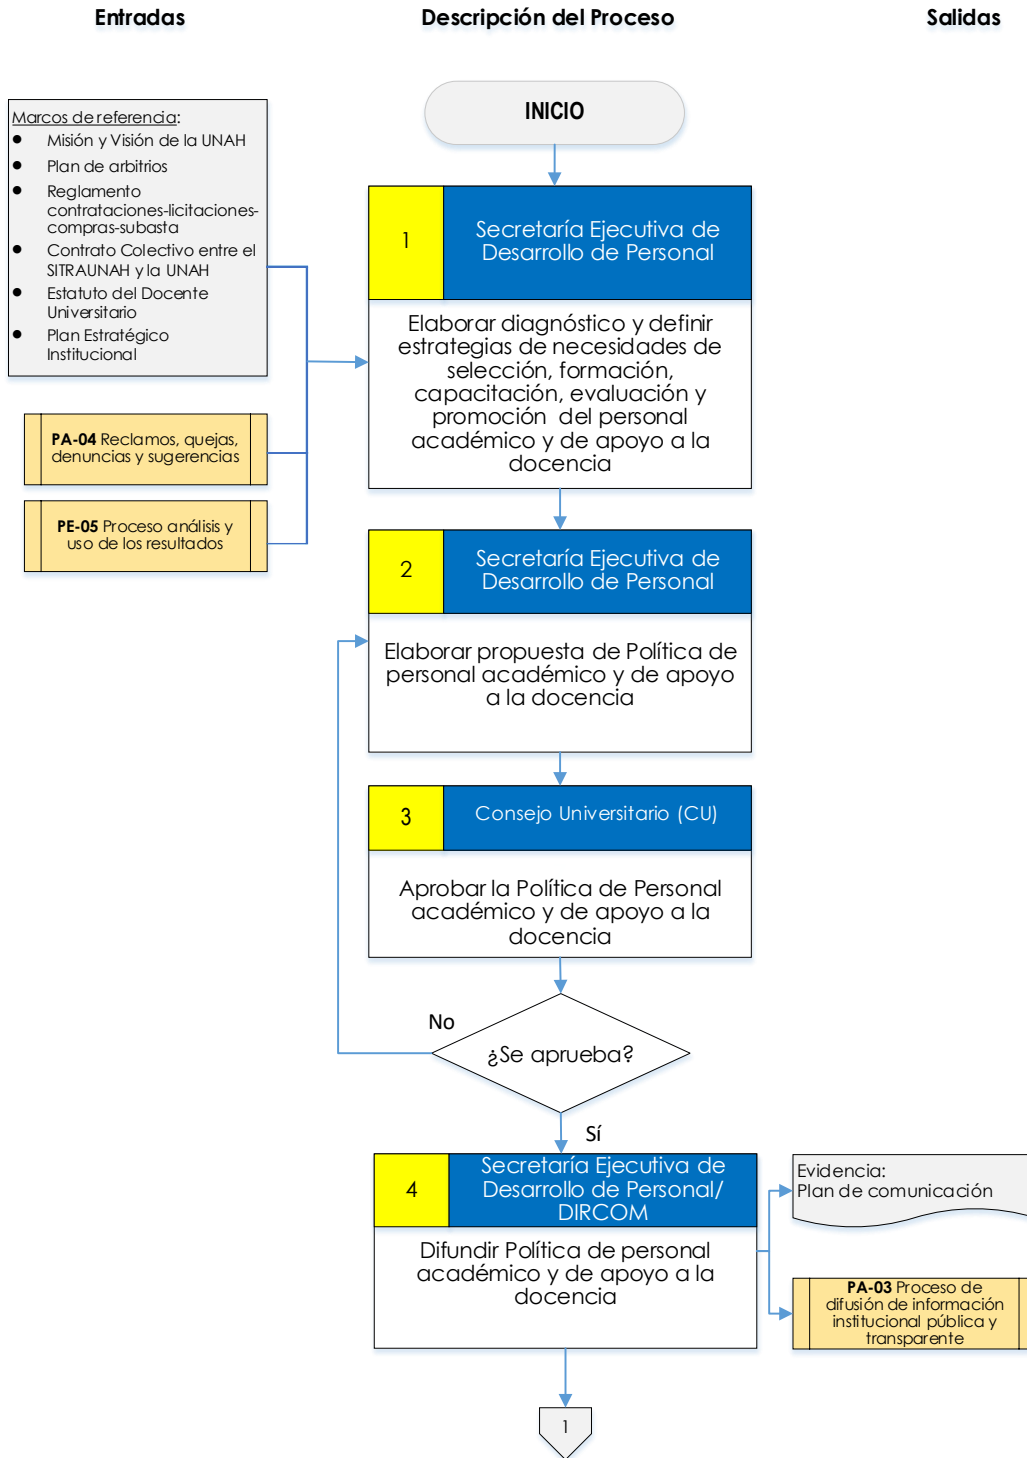 Entradas
Descripción del Proceso
Salidas
INICIO
Marcos de referencia:
● Misión y Visión de la UNAH
● Plan de arbitrios
● Reglamento
contrataciones-licitaciones-
compras-subasta
● Contrato Colectivo entre el
SITRAUNAH y la UNAH
● Estatuto del Docente
Universitario
● Plan Estratégico
Institucional
PA-04 Reclamos, quejas,
denuncias y sugerencias
PE-05 Proceso análisis y
uso de los resultados
1
Secretaría Ejecutiva de
Desarrollo de Personal
Elaborar diagnóstico y definir
estrategias de necesidades de
selección, formación,
capacitación, evaluación y
promoción del personal
académico y de apoyo a la
docencia
2
Secretaría Ejecutiva de
Desarrollo de Personal
Elaborar propuesta de Política de
personal académico y de apoyo
a la docencia
3
Consejo Universitario (CU)
Aprobar la Política de Personal
académico y de apoyo a la
docencia
No
¿Se aprueba?
Sí
4
Secretaría Ejecutiva de
Desarrollo de Personal/
DIRCOM
Difundir Política de personal
académico y de apoyo a la
docencia
Evidencia:
Plan de comunicación
PA-03 Proceso de
difusión de información
institucional pública y
transparente
1